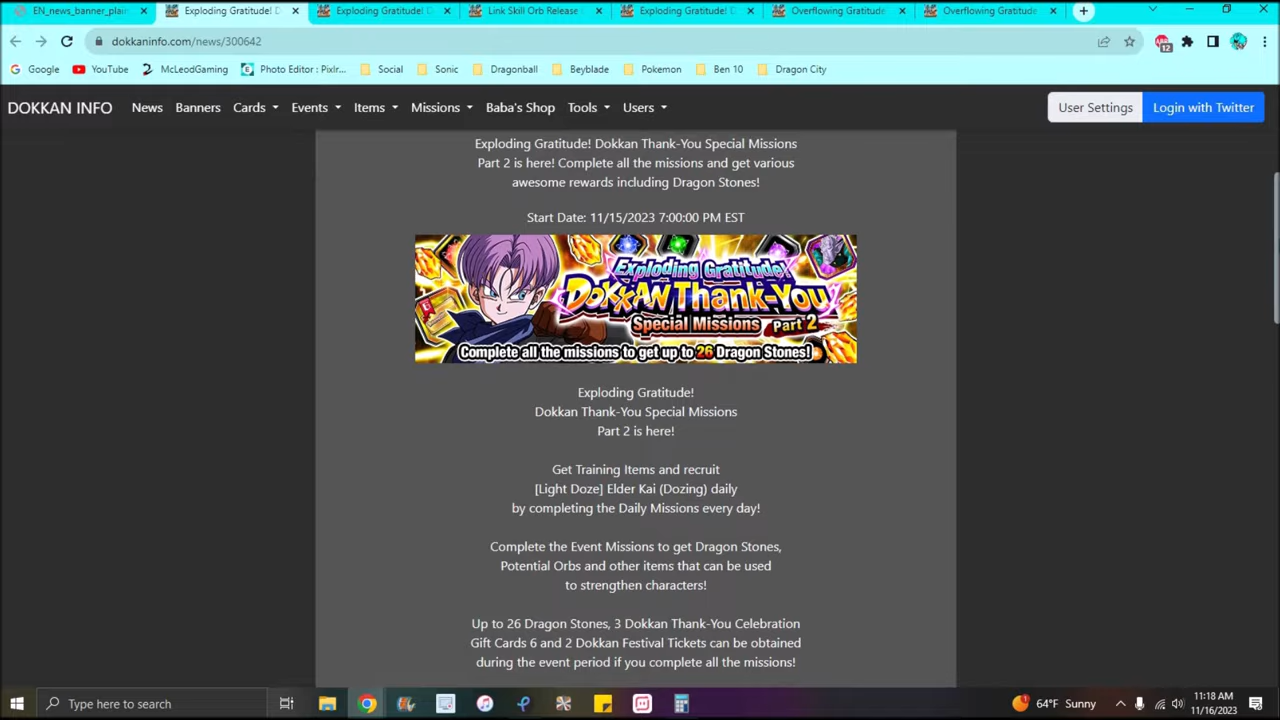 EN_news_banner_plain
Exploding Gratitude! D
Exploding Gratitude! D
Link Skill Orb Release
Exploding Gratitude! D
Overflowing Gratitude
Overflowing Gratitude
dokkaninfo.com/news/300642
12
Google
YouTube
McLeodGaming
Photo Editor : Pixlr...
Social
Sonic
Dragonball
Beyblade
Pokemon
Ben 10
Dragon City
DOKKAN INFO
News
Banners
Cards
Events
Items
Missions
Baba's Shop
Tools
Users
User Settings
Login with Twitter
Exploding Gratitude! Dokkan Thank-You Special Missions
Part 2 is here! Complete all the missions and get various
awesome rewards including Dragon Stones!
Start Date: 11/15/2023 7:00:00 PM EST
Exploding Gratitude!
DOKKAN Thank-You
Special Missions Part 2
Complete all the missions to get up to 26 Dragon Stones!
Exploding Gratitude!
Dokkan Thank-You Special Missions
Part 2 is here!
Get Training Items and recruit
[Light Doze] Elder Kai (Dozing) daily
by completing the Daily Missions every day!
Complete the Event Missions to get Dragon Stones,
Potential Orbs and other items that can be used
to strengthen characters!
Up to 26 Dragon Stones, 3 Dokkan Thank-You Celebration
Gift Cards 6 and 2 Dokkan Festival Tickets can be obtained
during the event period if you complete all the missions!
Type here to search
1
64°F Sunny
11:18 AM
11/16/2023